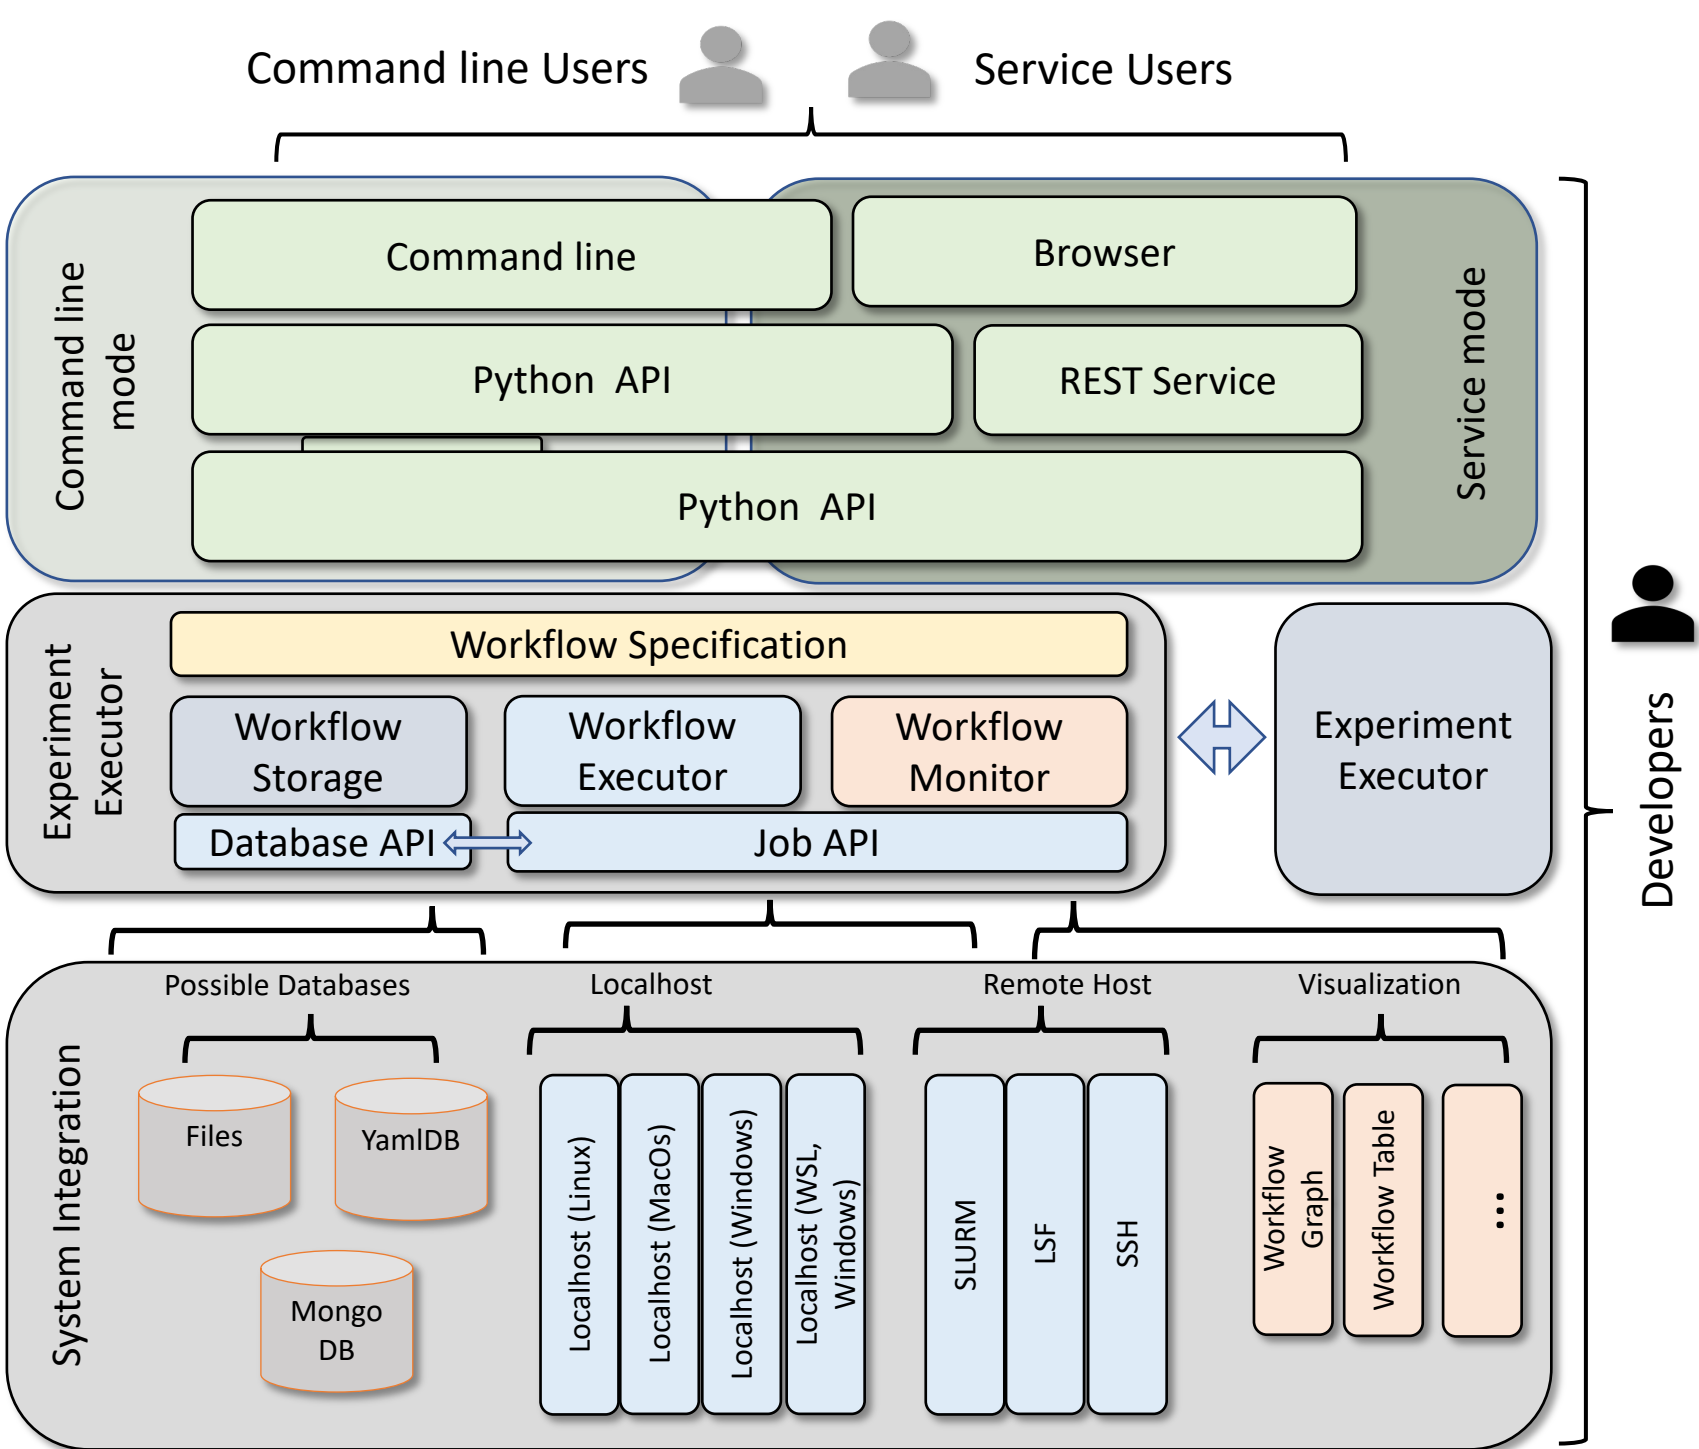 Command line Users
Service Users
Command line
mode
Command line
Browser
Python API
REST Service
Python API
Service mode
Experiment
Executor
Workflow Specification
Workflow
Storage
Workflow
Executor
Workflow
Monitor
Database API
Job API
Experiment
Executor
Developers
System Integration
Possible Databases
Files
YamlDB
Mongo
DB
Localhost
Localhost (Linux)
Localhost (MacOs)
Localhost (Windows)
Localhost (WSL,
Windows)
Remote Host
SLURM
LSF
SSH
Visualization
Workflow
Graph
Workflow Table
...